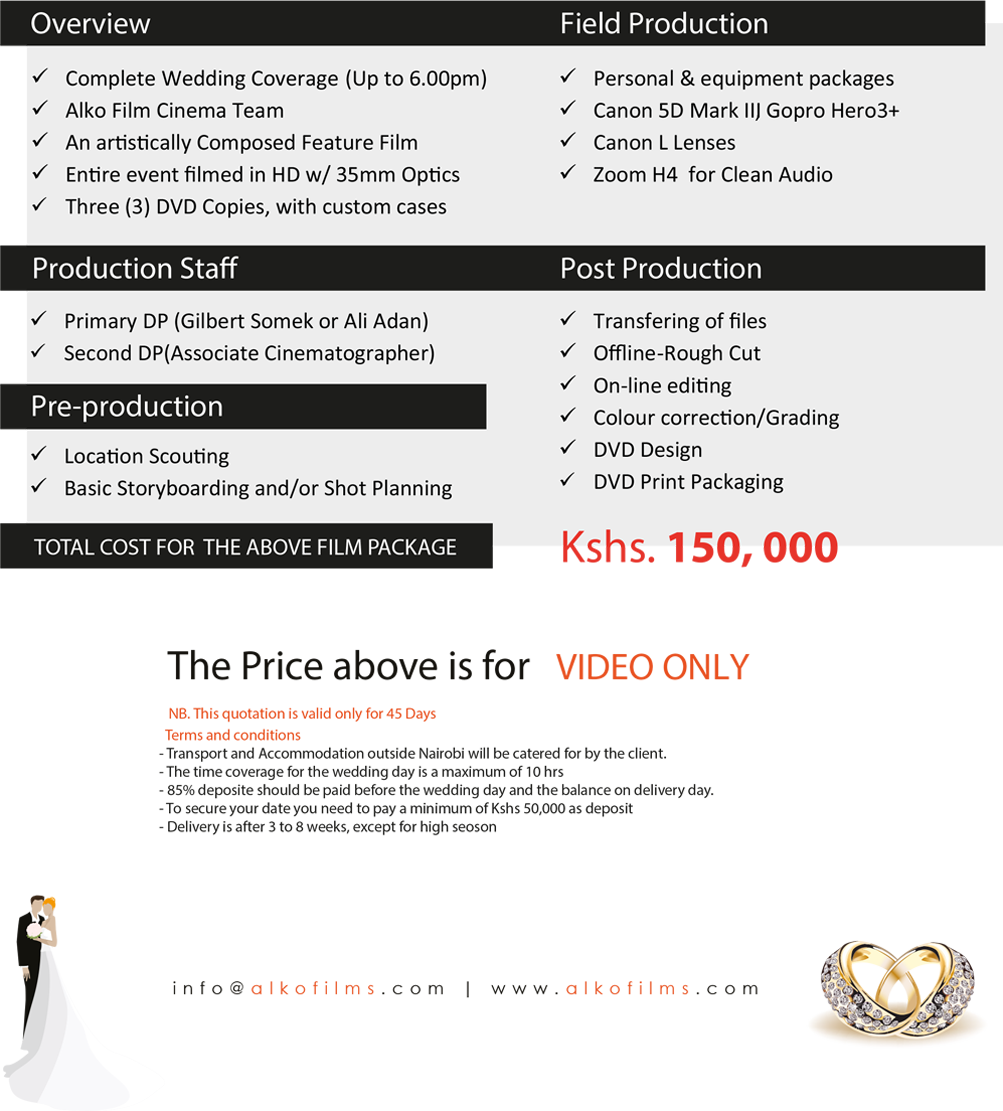 Overview
Complete Wedding Coverage (Up to 6.00pm)
Alko Film Cinema Team
An artistically Composed Feature Film
Entire event filmed in HD w/ 35mm Optics
Three (3) DVD Copies, with custom cases
Field Production
Personal & equipment packages
Canon 5D Mark IIJ Gopro Hero3+
Canon L Lenses
Zoom H4 for Clean Audio
Production Staff
Primary DP (Gilbert Somek or Ali Adan)
Second DP(Associate Cinematographer)
Pre-production
Location Scouting
Basic Storyboarding and/or Shot Planning
Post Production
Transfering of files
Offline-Rough Cut
On-line editing
Colour correction/Grading
DVD Design
DVD Print Packaging
TOTAL COST FOR THE ABOVE FILM PACKAGE
Kshs. 150, 000
The Price above is for VIDEO ONLY
NB. This quotation is valid only for 45 Days
Terms and conditions
- Transport and Accommodation outside Nairobi will be catered for by the client.
- The time coverage for the wedding day is a maximum of 10 hrs
- 85% deposite should be paid before the wedding day and the balance on delivery day.
- To secure your date you need to pay a minimum of Kshs 50,000 as deposit
- Delivery is after 3 to 8 weeks, except for high seoson
info@alkofilms.com | www.alkofilms.com